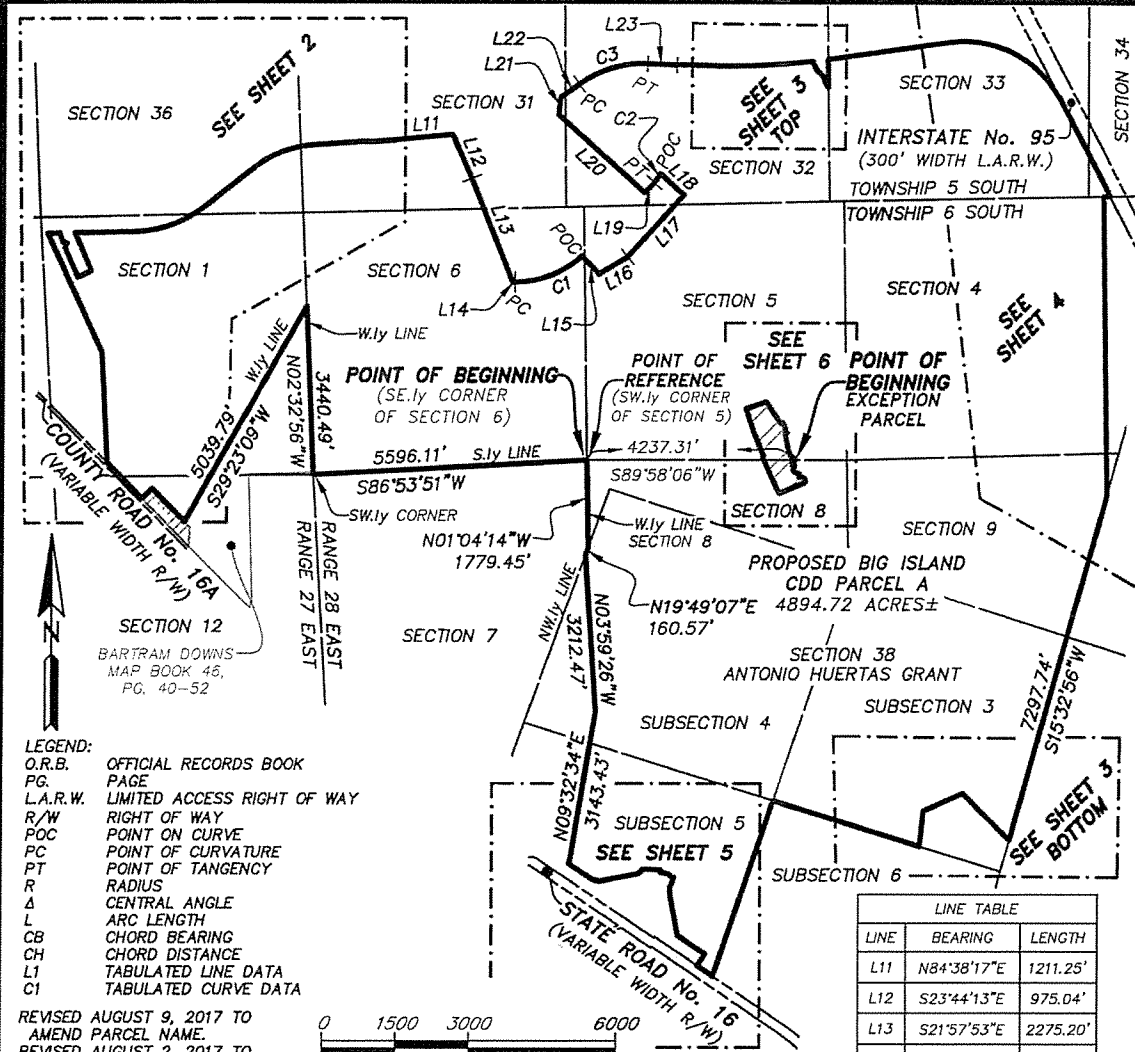 L23
L22
C3
L21
PT
PC
SECTION 34
SEE SHEET 2
SECTION 36
SECTION 31
SECTION 33
SEE
SHEET 3
TOP
C2
POC
L11
L12
L20
PT
L18
SECTION 32
INTERSTATE No. 95
(300' WIDTH L.A.R.W.)
TOWNSHIP 5 SOUTH
TOWNSHIP 6 SOUTH
L19
L17
L13
POC
SECTION 1
SECTION 6
C1
L16
L14
PC
L15
SECTION 5
SECTION 4
SEE
SHEET 4
W.ly LINE
W.ly LINE
SEE
SHEET 6
POINT OF BEGINNING
(SE.ly CORNER
OF SECTION 6)
POINT OF
REFERENCE
(SW.ly CORNER
OF SECTION 5)
POINT OF
BEGINNING
EXCEPTION
PARCEL
3440.49'
N02°32'56"W
5039.79'
S29°23'09"W
5596.11'
S.ly LINE
S86°53'51"W
4237.31'
S89°58'06"W
COUNTY ROAD No. 16A
(VARIABLE WIDTH R/W)
SW.ly CORNER
N01°04'14"W
1779.45'
W.ly LINE
SECTION 8
SECTION 8
SECTION 9
RANGE 28 EAST
RANGE 27 EAST
NW.ly LINE
PROPOSED BIG ISLAND
CDD PARCEL A
4894.72 ACRES±
N19°49'07"E
160.57'
SECTION 12
SECTION 7
N
BARTRAM DOWNS
MAP BOOK 46,
PG. 40-52
N03°59'26"W
3212.47'
SECTION 38
ANTONIO HUERTAS GRANT
SUBSECTION 4
SUBSECTION 3
7297.74'
S15°32'56"W
N09°32'34"E
3143.43'
SUBSECTION 5
SEE SHEET 5
SEE SHEET 3
BOTTOM
SUBSECTION 6
STATE ROAD No. 16
(VARIABLE WIDTH R/W)
LEGEND:
O.R.B. OFFICIAL RECORDS BOOK
PG. PAGE
L.A.R.W. LIMITED ACCESS RIGHT OF WAY
R/W RIGHT OF WAY
POC POINT ON CURVE
PC POINT OF CURVATURE
PT POINT OF TANGENCY
R RADIUS
Δ CENTRAL ANGLE
L ARC LENGTH
CB CHORD BEARING
CH CHORD DISTANCE
L1 TABULATED LINE DATA
C1 TABULATED CURVE DATA
REVISED AUGUST 9, 2017 TO
AMEND PARCEL NAME.
REVISED AUGUST 2, 2017 TO
0 1500 3000 6000
LINE TABLE
LINE BEARING LENGTH
L11 N84°38'17"E 1211.25'
L12 S23°44'13"E 975.04'
L13 S21°57'53"E 2275.20'